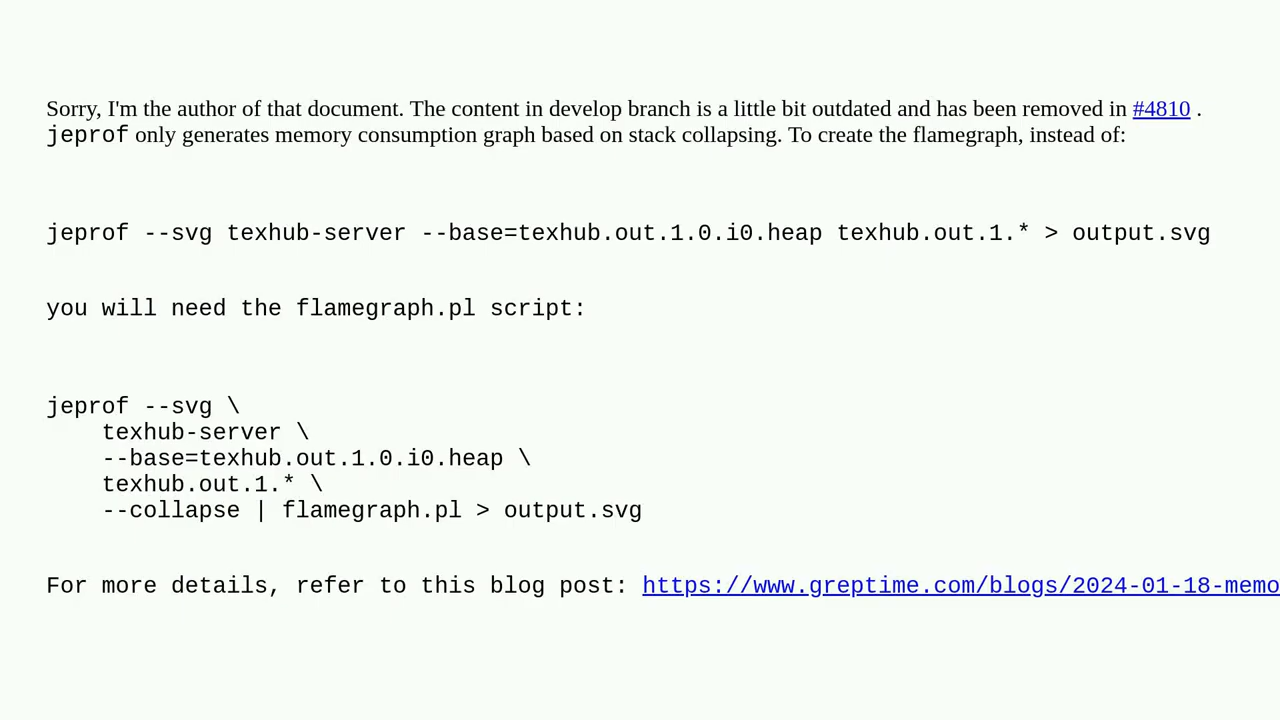 Sorry, I'm the author of that document. The content in develop branch is a little bit outdated and has been removed in #4810 .
jeprof only generates memory consumption graph based on stack collapsing. To create the flamegraph, instead of:
jeprof --svg texhub-server --base=texhub.out.1.0.i0.heap texhub.out.1.* > output.svg
you will need the flamegraph.pl script:
jeprof --svg \
    texhub-server \
    --base=texhub.out.1.0.i0.heap \
    texhub.out.1.* \
    --collapse | flamegraph.pl > output.svg
For more details, refer to this blog post: https://www.greptime.com/blogs/2024-01-18-memo